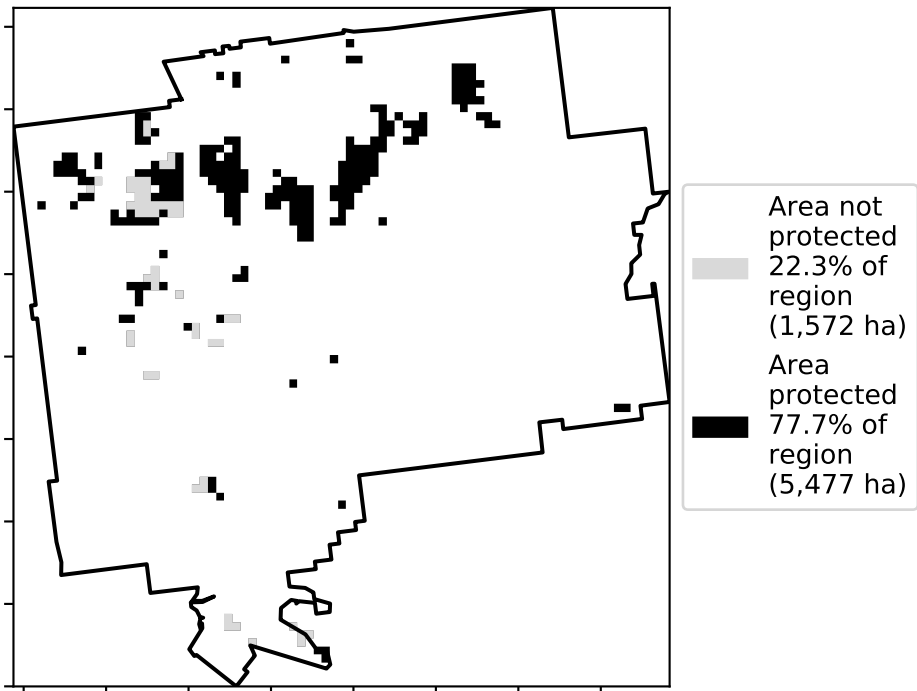 Area not
protected
22.3% of
region
(1,572 ha)
Area
protected
77.7% of
region
(5,477 ha)